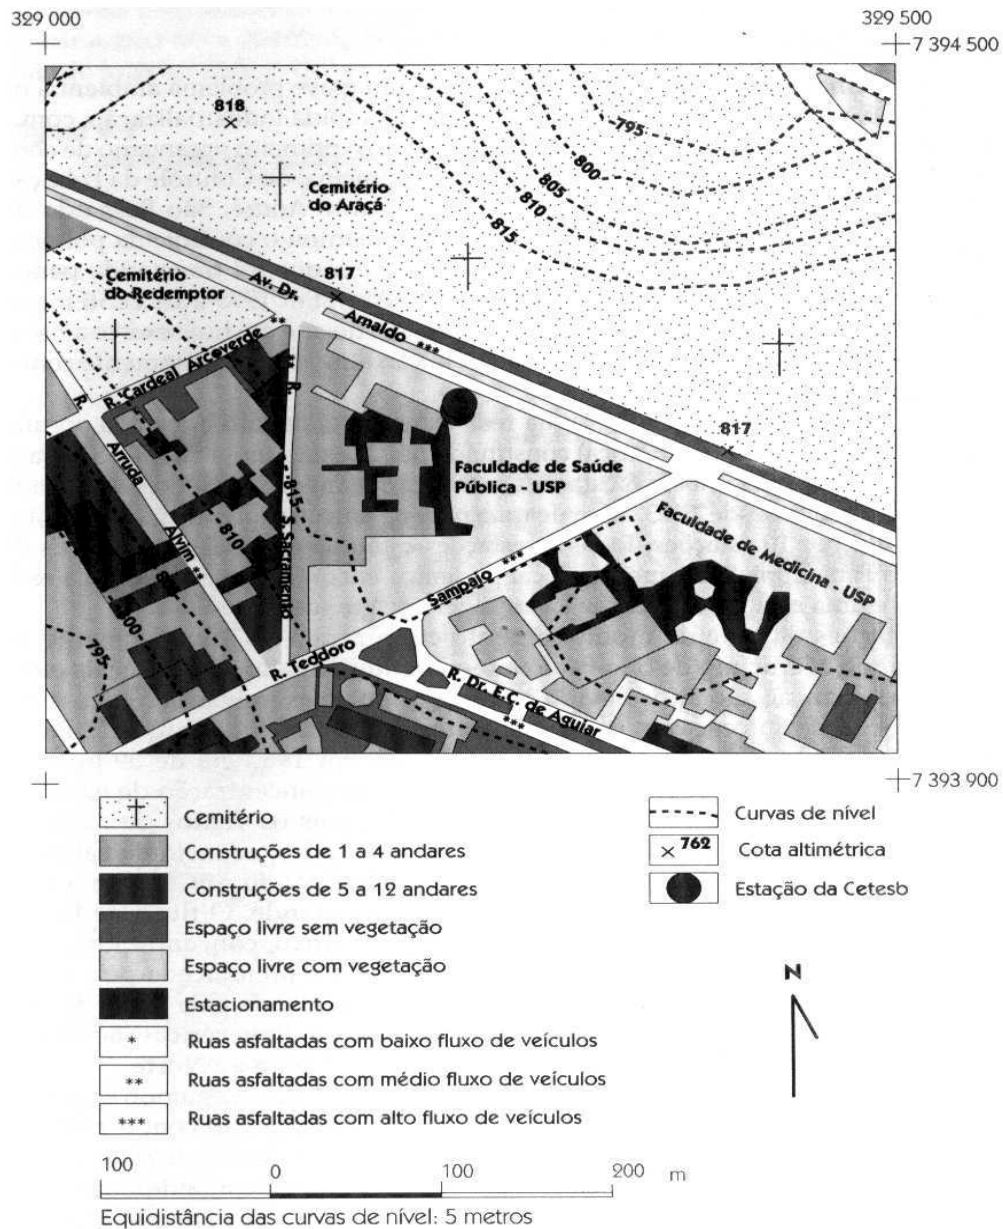 329 000
329 500
7 394 500
818
795
800
805
810
815
Cemitério
do Araçá
817
Av. Dr.
Arnaldo ***
Cemitério
do Redemptor
**
R. Cardeal Arcoverde
R.
Arruda
Alvim **
** R.
S. Sacramento
815
810
800
795
817
Faculdade de Saúde
Pública - USP
Faculdade de Medicina - USP
R. Teodoro
Sampaio ***
R. Dr. E.C. de Aguiar
***
7 393 900
Cemitério
Construções de 1 a 4 andares
Construções de 5 a 12 andares
Espaço livre sem vegetação
Espaço livre com vegetação
Estacionamento
* Ruas asfaltadas com baixo fluxo de veículos
** Ruas asfaltadas com médio fluxo de veículos
*** Ruas asfaltadas com alto fluxo de veículos
Curvas de nível
× 762 Cota altimétrica
Estação da Cetesb
N
100 0 100 200 m
Equidistância das curvas de nível: 5 metros